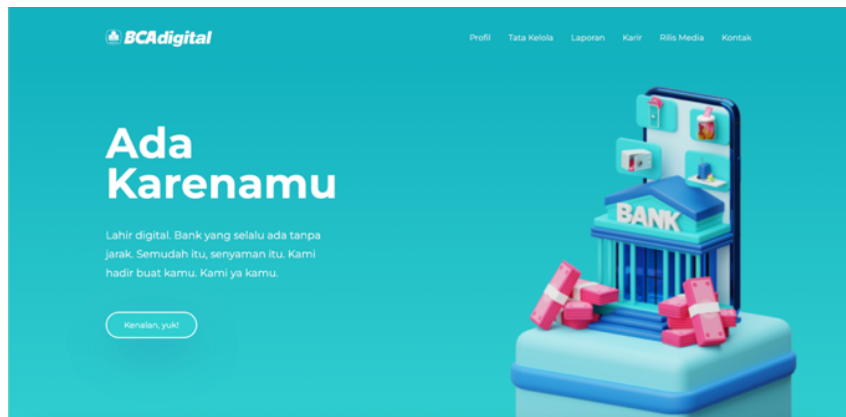 BCAdigital
Profil Tata Kelola Laporan Karir Rilis Media Kontak
Ada
Karenamu
Lahir digital. Bank yang selalu ada tanpa
jarak. Semudah itu, senyaman itu. Kami
hadir buat kamu. Kami ya kamu.
Kenalan, yuk!
BANK